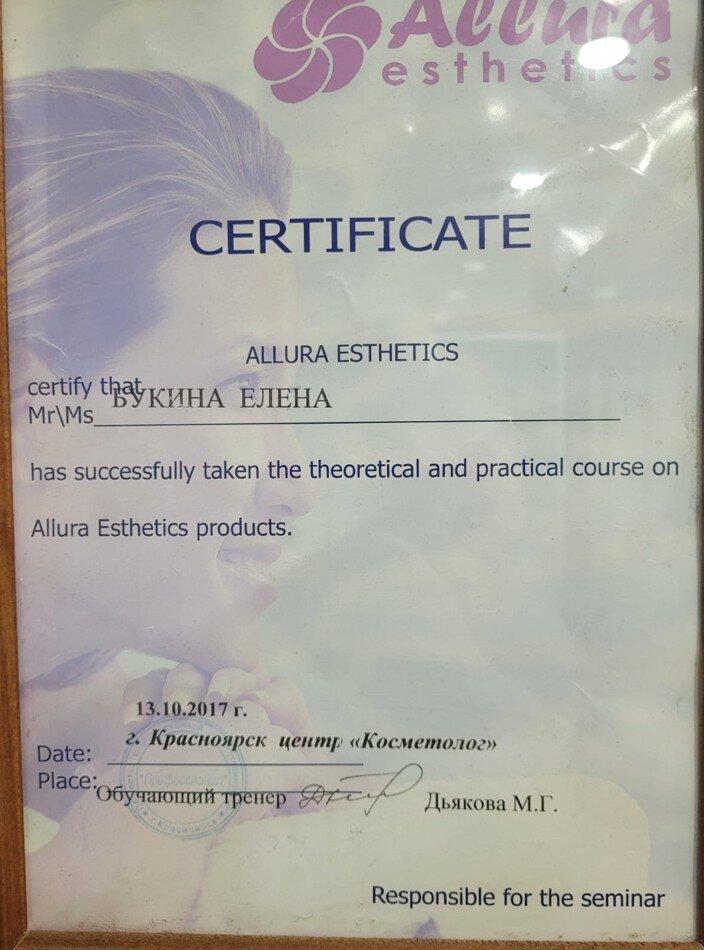 Allura
esthetics
CERTIFICATE
ALLURA ESTHETICS
certify that
Mr\Ms БУКИНА ЕЛЕНА
has successfully taken the theoretical and practical course on
Allura Esthetics products.
13.10.2017 г.
г. Красноярск центр «Косметолог»
Date:
Place:
"Профессионал"
г. Красноярск
Обучающий тренер Дьякова М.Г.
Responsible for the seminar